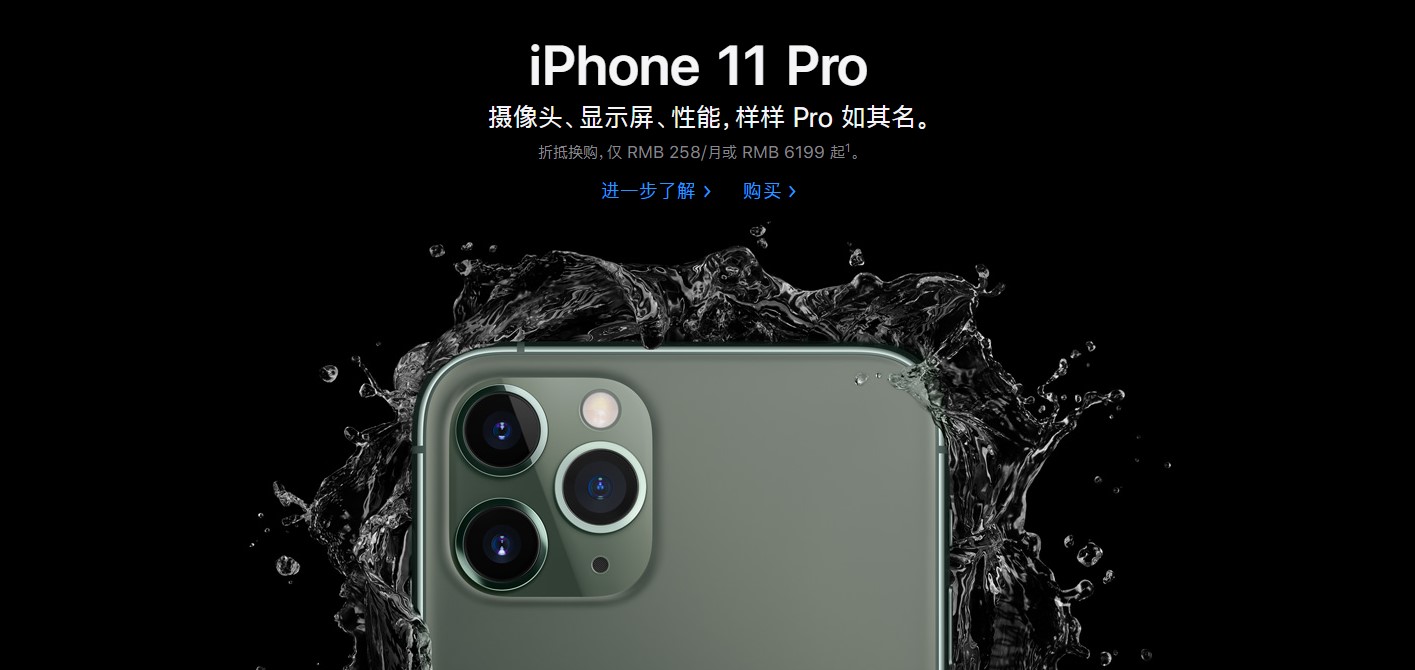 iPhone 11 Pro
摄像头、显示屏、性能，样样 Pro 如其名。
折抵换购，仅 RMB 258/月或 RMB 6199 起¹。
进一步了解 > 购买 >